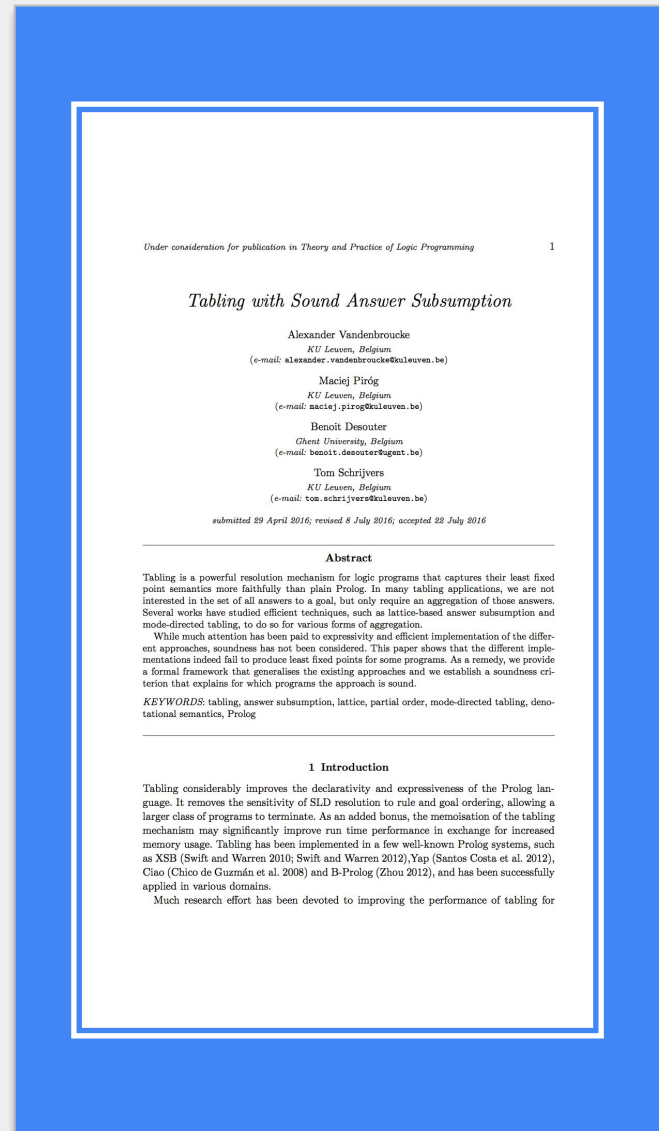 Under consideration for publication in Theory and Practice of Logic Programming 1
Tabling with Sound Answer Subsumption
Alexander Vandenbroucke
KU Leuven, Belgium
(e-mail: alexander.vandenbroucke@kuleuven.be)
Maciej Piróg
KU Leuven, Belgium
(e-mail: maciej.pirog@kuleuven.be)
Benoit Desouter
Ghent University, Belgium
(e-mail: benoit.desouter@ugent.be)
Tom Schrijvers
KU Leuven, Belgium
(e-mail: tom.schrijvers@kuleuven.be)
submitted 29 April 2016; revised 8 July 2016; accepted 22 July 2016
Abstract
Tabling is a powerful resolution mechanism for logic programs that captures their least fixed
point semantics more faithfully than plain Prolog. In many tabling applications, we are not
interested in the set of all answers to a goal, but only require an aggregation of those answers.
Several works have studied efficient techniques, such as lattice-based answer subsumption and
mode-directed tabling, to do so for various forms of aggregation.
While much attention has been paid to expressivity and efficient implementation of the differ-
ent approaches, soundness has not been considered. This paper shows that the different imple-
mentations indeed fail to produce least fixed points for some programs. As a remedy, we provide
a formal framework that generalises the existing approaches and we establish a soundness cri-
terion that explains for which programs the approach is sound.
KEYWORDS: tabling, answer subsumption, lattice, partial order, mode-directed tabling, deno-
tational semantics, Prolog
1 Introduction
Tabling considerably improves the declarativity and expressiveness of the Prolog lan-
guage. It removes the sensitivity of SLD resolution to rule and goal ordering, allowing a
larger class of programs to terminate. As an added bonus, the memoisation of the tabling
mechanism may significantly improve run time performance in exchange for increased
memory usage. Tabling has been implemented in a few well-known Prolog systems, such
as XSB (Swift and Warren 2010; Swift and Warren 2012),Yap (Santos Costa et al. 2012),
Ciao (Chico de Guzmán et al. 2008) and B-Prolog (Zhou 2012), and has been successfully
applied in various domains.
Much research effort has been devoted to improving the performance of tabling for